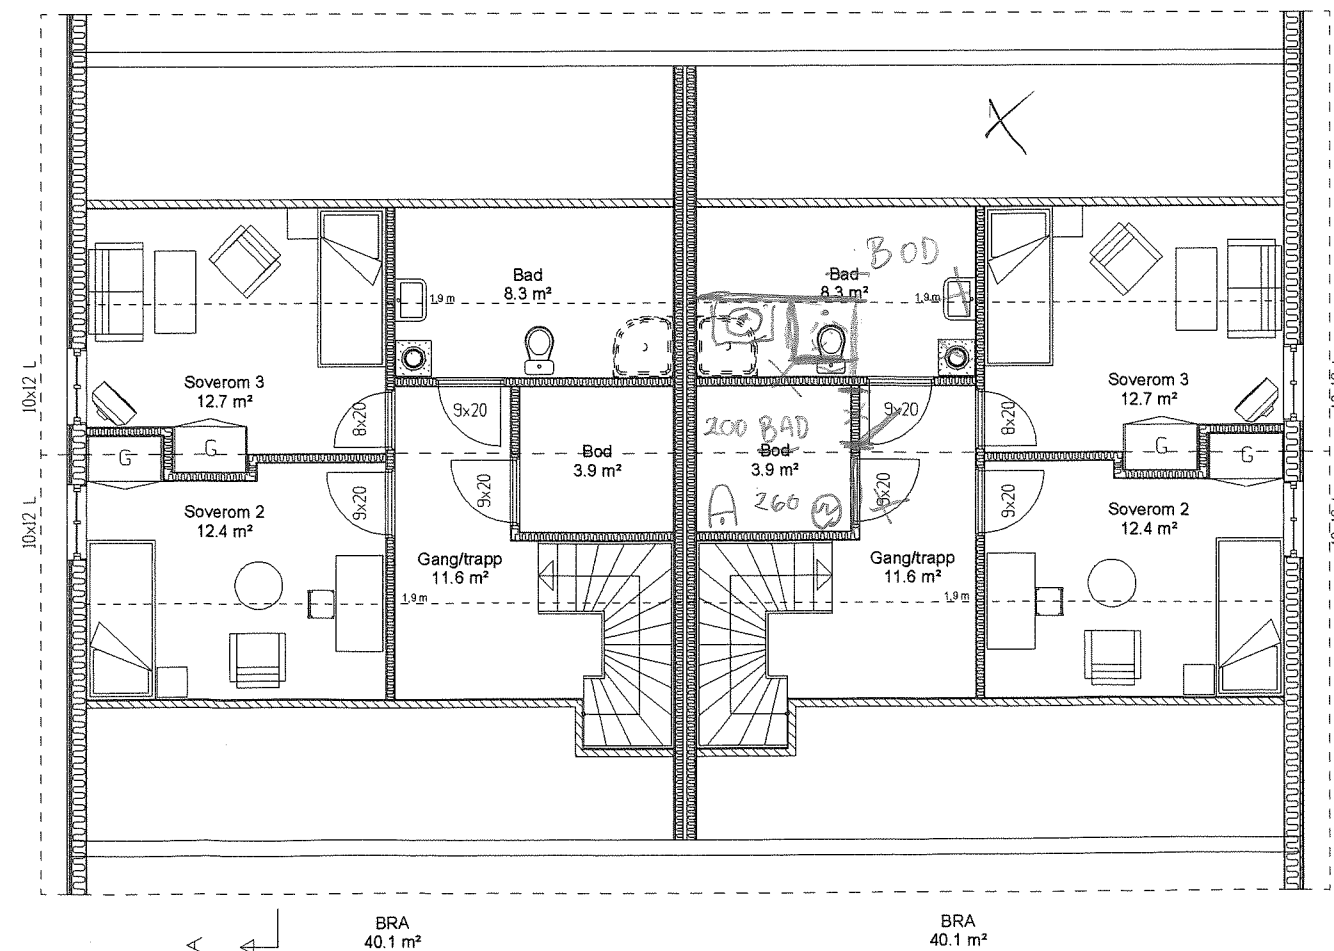 Bad
8.3 m²
1,9 m
Soverom 3
12.7 m²
10x12 L
8x20
9x20
G
G
Bod
3.9 m²
9x20
9x20
Soverom 2
12.4 m²
10x12 L
Gang/trapp
11.6 m²
1,9 m
Bad
8.3 m²
BOD
1,9 m
9x20
8x20
Soverom 3
12.7 m²
G
G
200 BAD
Bod
3.9 m²
260
9x20
9x20
Soverom 2
12.4 m²
Gang/trapp
11.6 m²
1,9 m
A
BRA
40.1 m²
BRA
40.1 m²